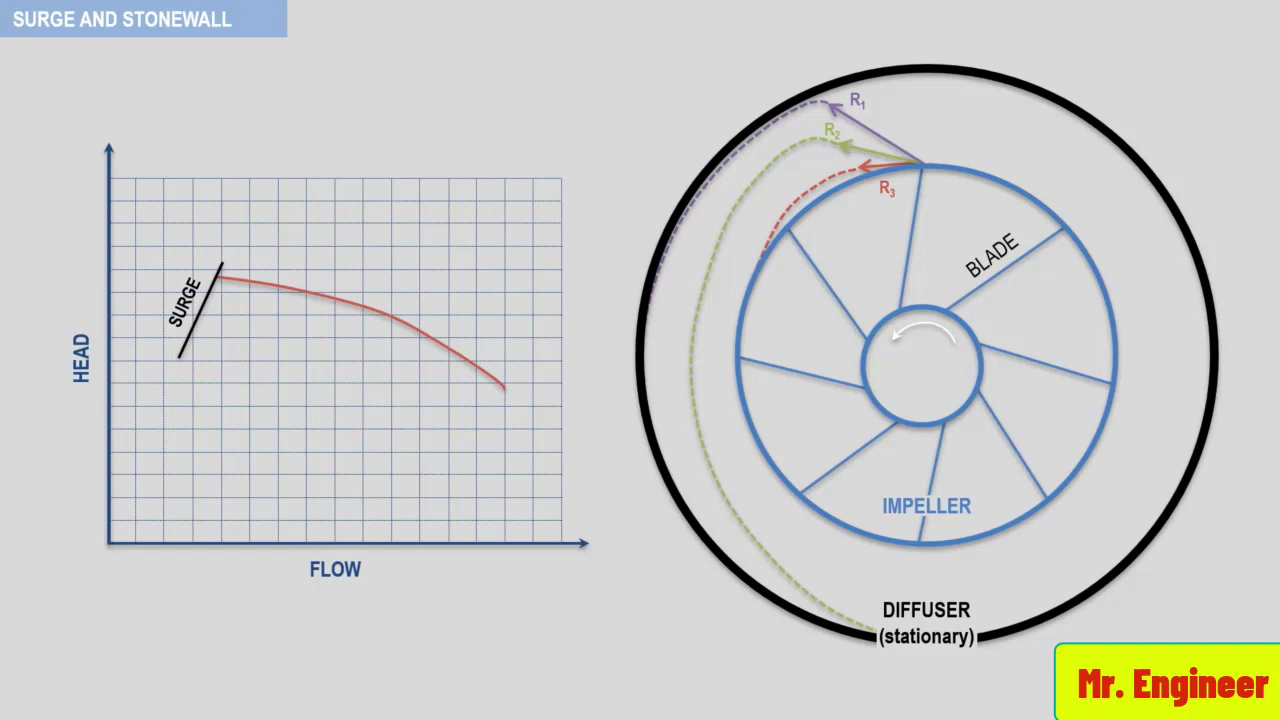 SURGE AND STONEWALL
SURGE
HEAD
FLOW
R1
R2
R3
BLADE
IMPELLER
DIFFUSER
(stationary)
Mr. Engineer